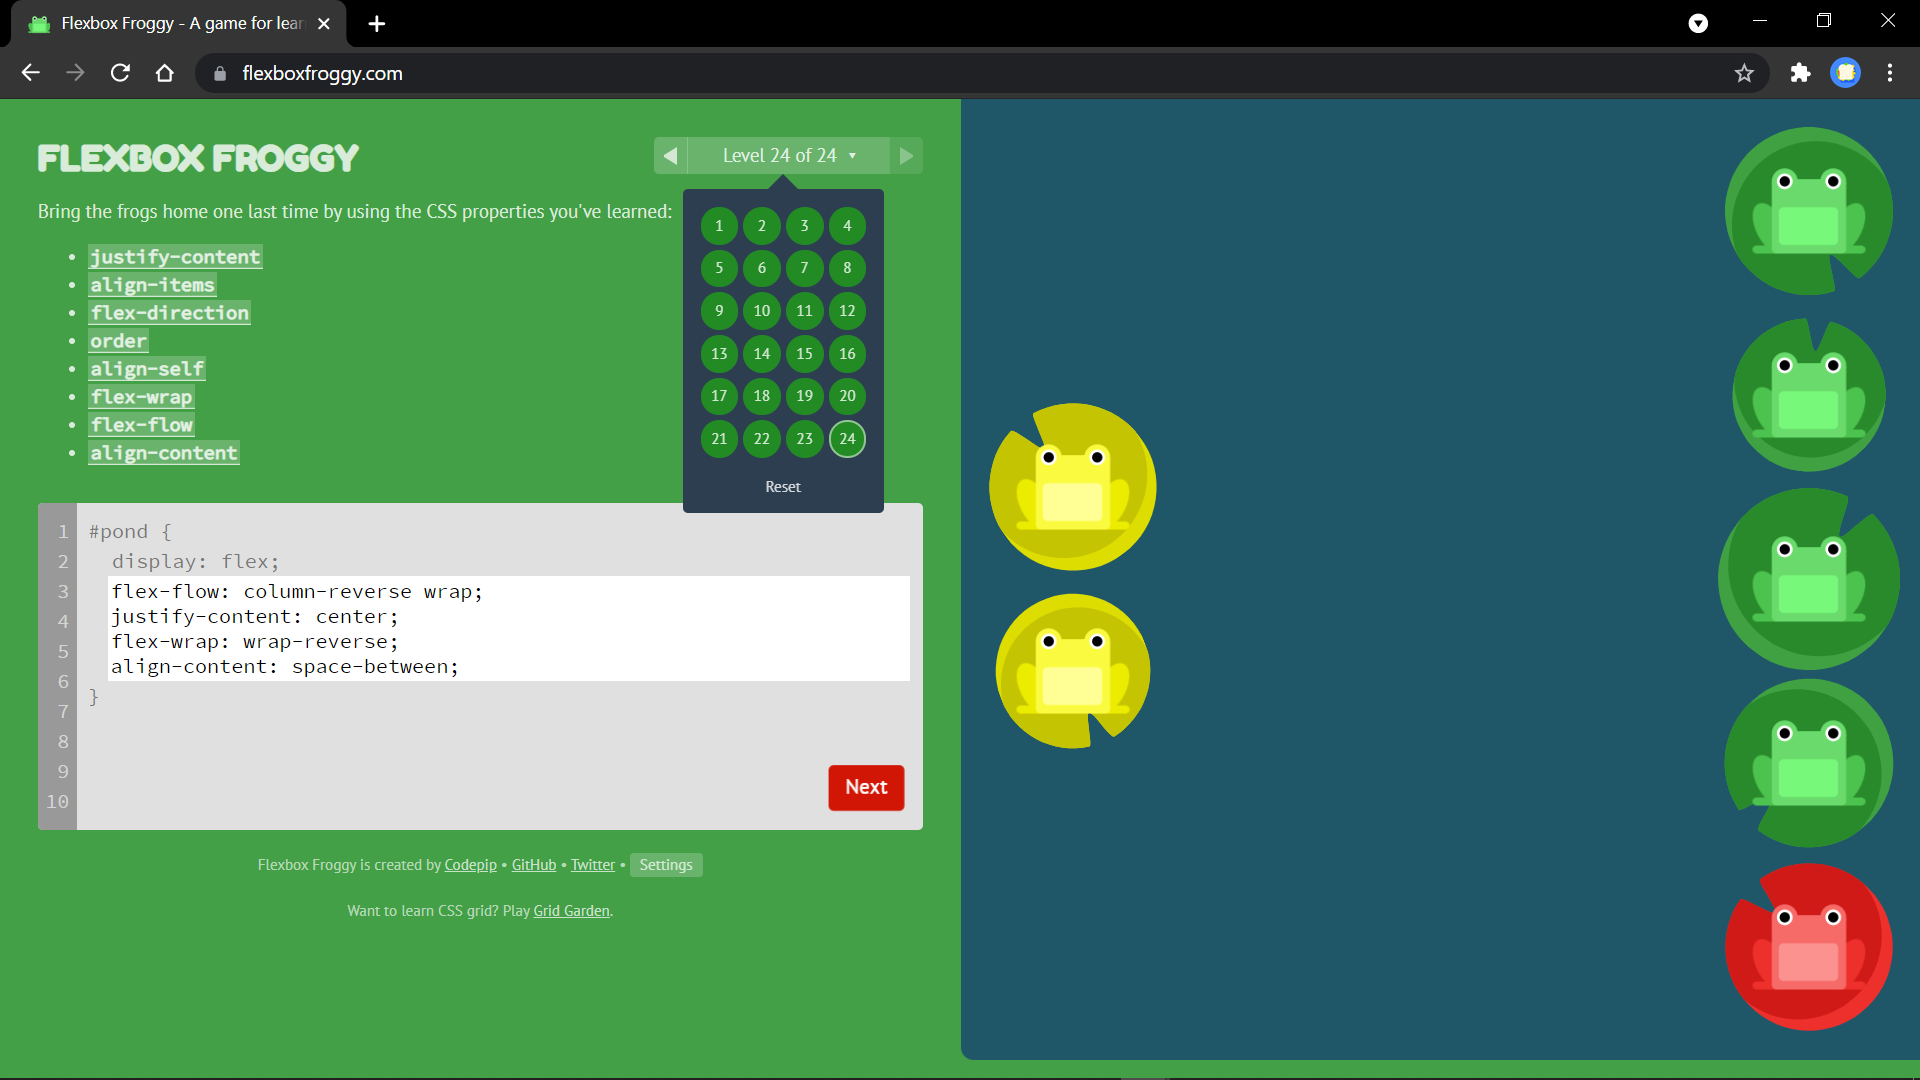 Flexbox Froggy - A game for lear
flexboxfroggy.com
FLEXBOX FROGGY
Level 24 of 24
Bring the frogs home one last time by using the CSS properties you've learned:
justify-content
align-items
flex-direction
order
align-self
flex-wrap
flex-flow
align-content
1 2 3 4
5 6 7 8
9 10 11 12
13 14 15 16
17 18 19 20
21 22 23 24
Reset
1 #pond {
2 display: flex;
3 flex-flow: column-reverse wrap;
4 justify-content: center;
5 flex-wrap: wrap-reverse;
6 align-content: space-between;
7 }
8
9
10
Next
Flexbox Froggy is created by Codepip • GitHub • Twitter • Settings
Want to learn CSS grid? Play Grid Garden.